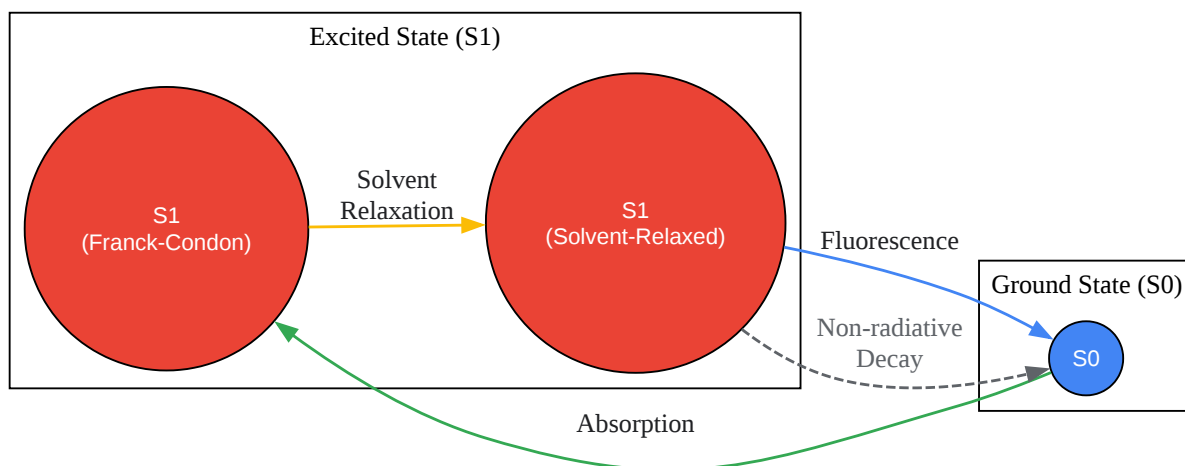 Excited State (S1)
S1
(Franck-Condon)
Solvent
Relaxation
S1
(Solvent-Relaxed)
Fluorescence
Ground State (S0)
Non-radiative
Decay
S0
Absorption